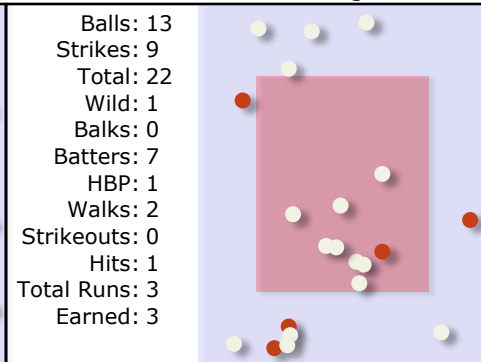 Balls: 13
Strikes: 9
Total: 22
Wild: 1
Balks: 0
Batters: 7
HBP: 1
Walks: 2
Strikeouts: 0
Hits: 1
Total Runs: 3
Earned: 3